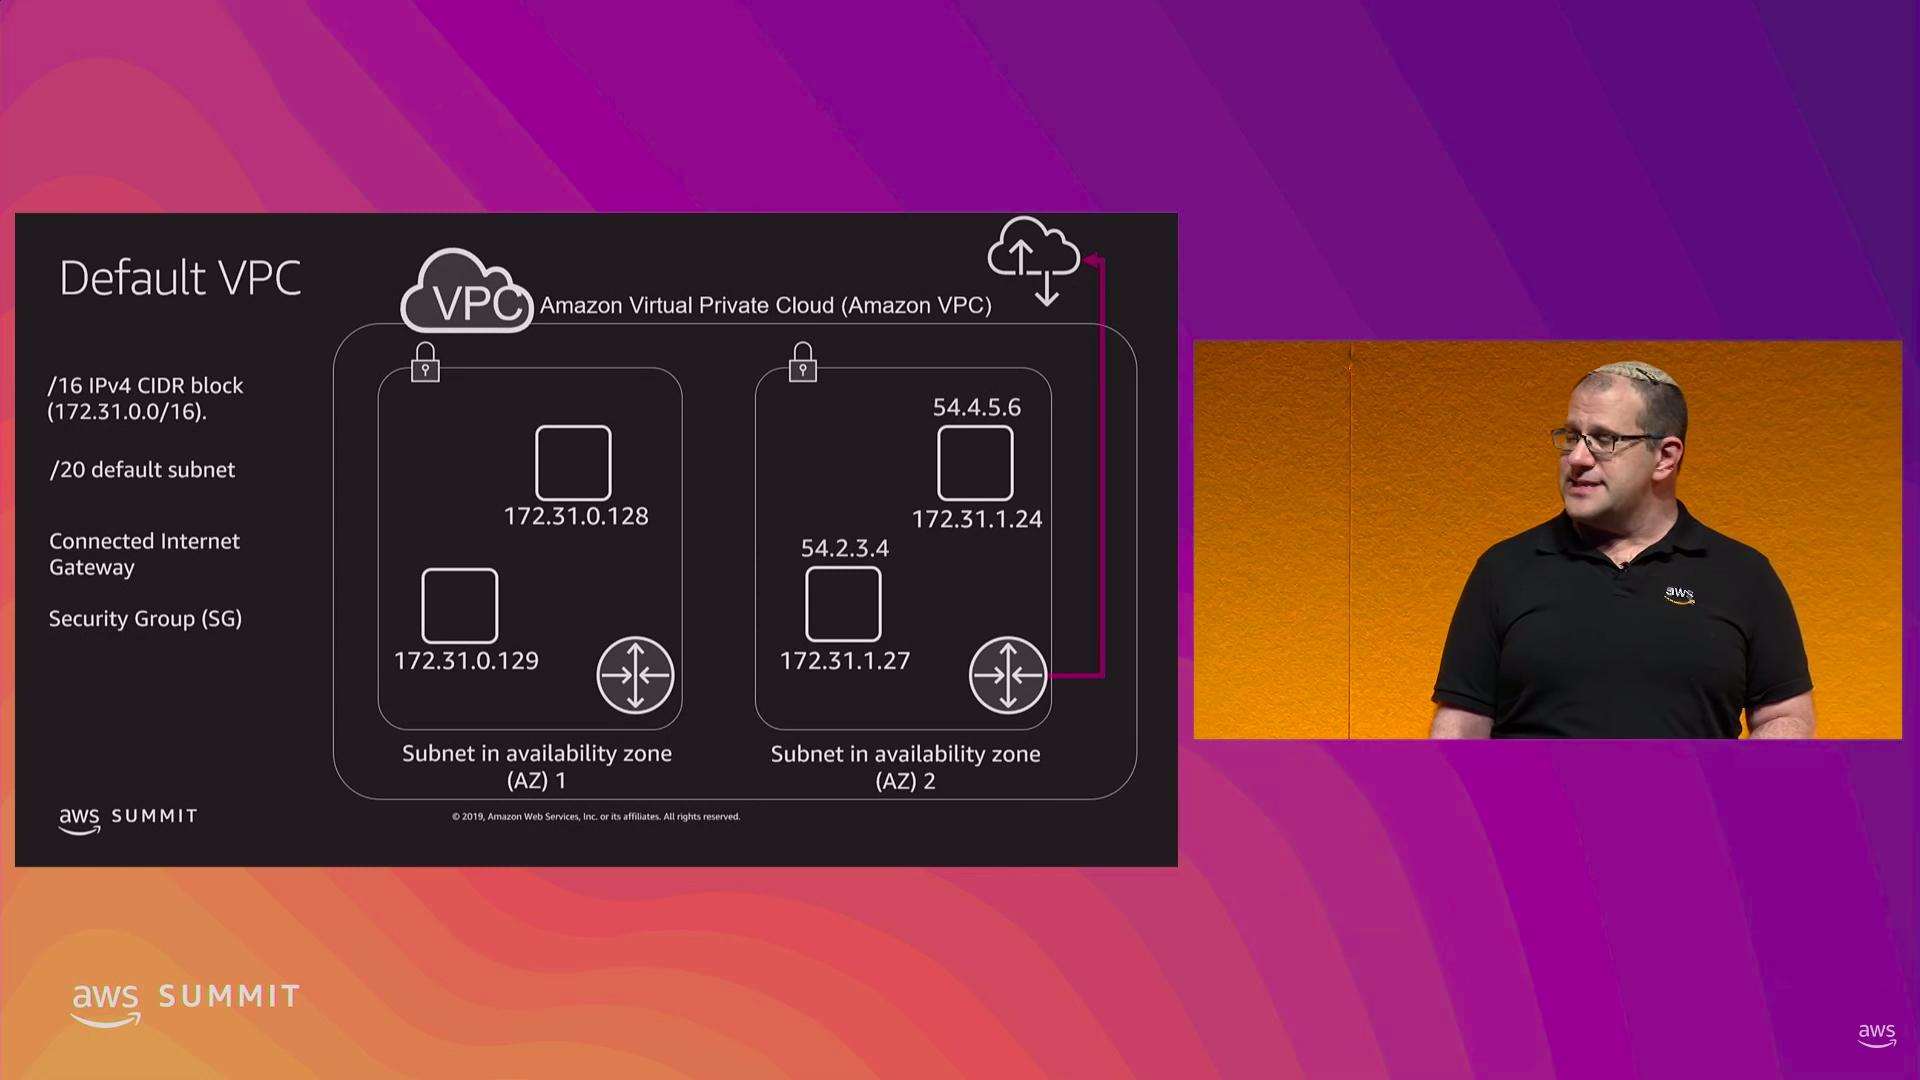 Default VPC
VPC
Amazon Virtual Private Cloud (Amazon VPC)
/16 IPv4 CIDR block
(172.31.0.0/16).
/20 default subnet
Connected Internet
Gateway
Security Group (SG)
172.31.0.128
172.31.0.129
54.4.5.6
172.31.1.24
54.2.3.4
172.31.1.27
Subnet in availability zone
(AZ) 1
Subnet in availability zone
(AZ) 2
aws SUMMIT
© 2019, Amazon Web Services, Inc. or its affiliates. All rights reserved.
aws
aws SUMMIT
aws